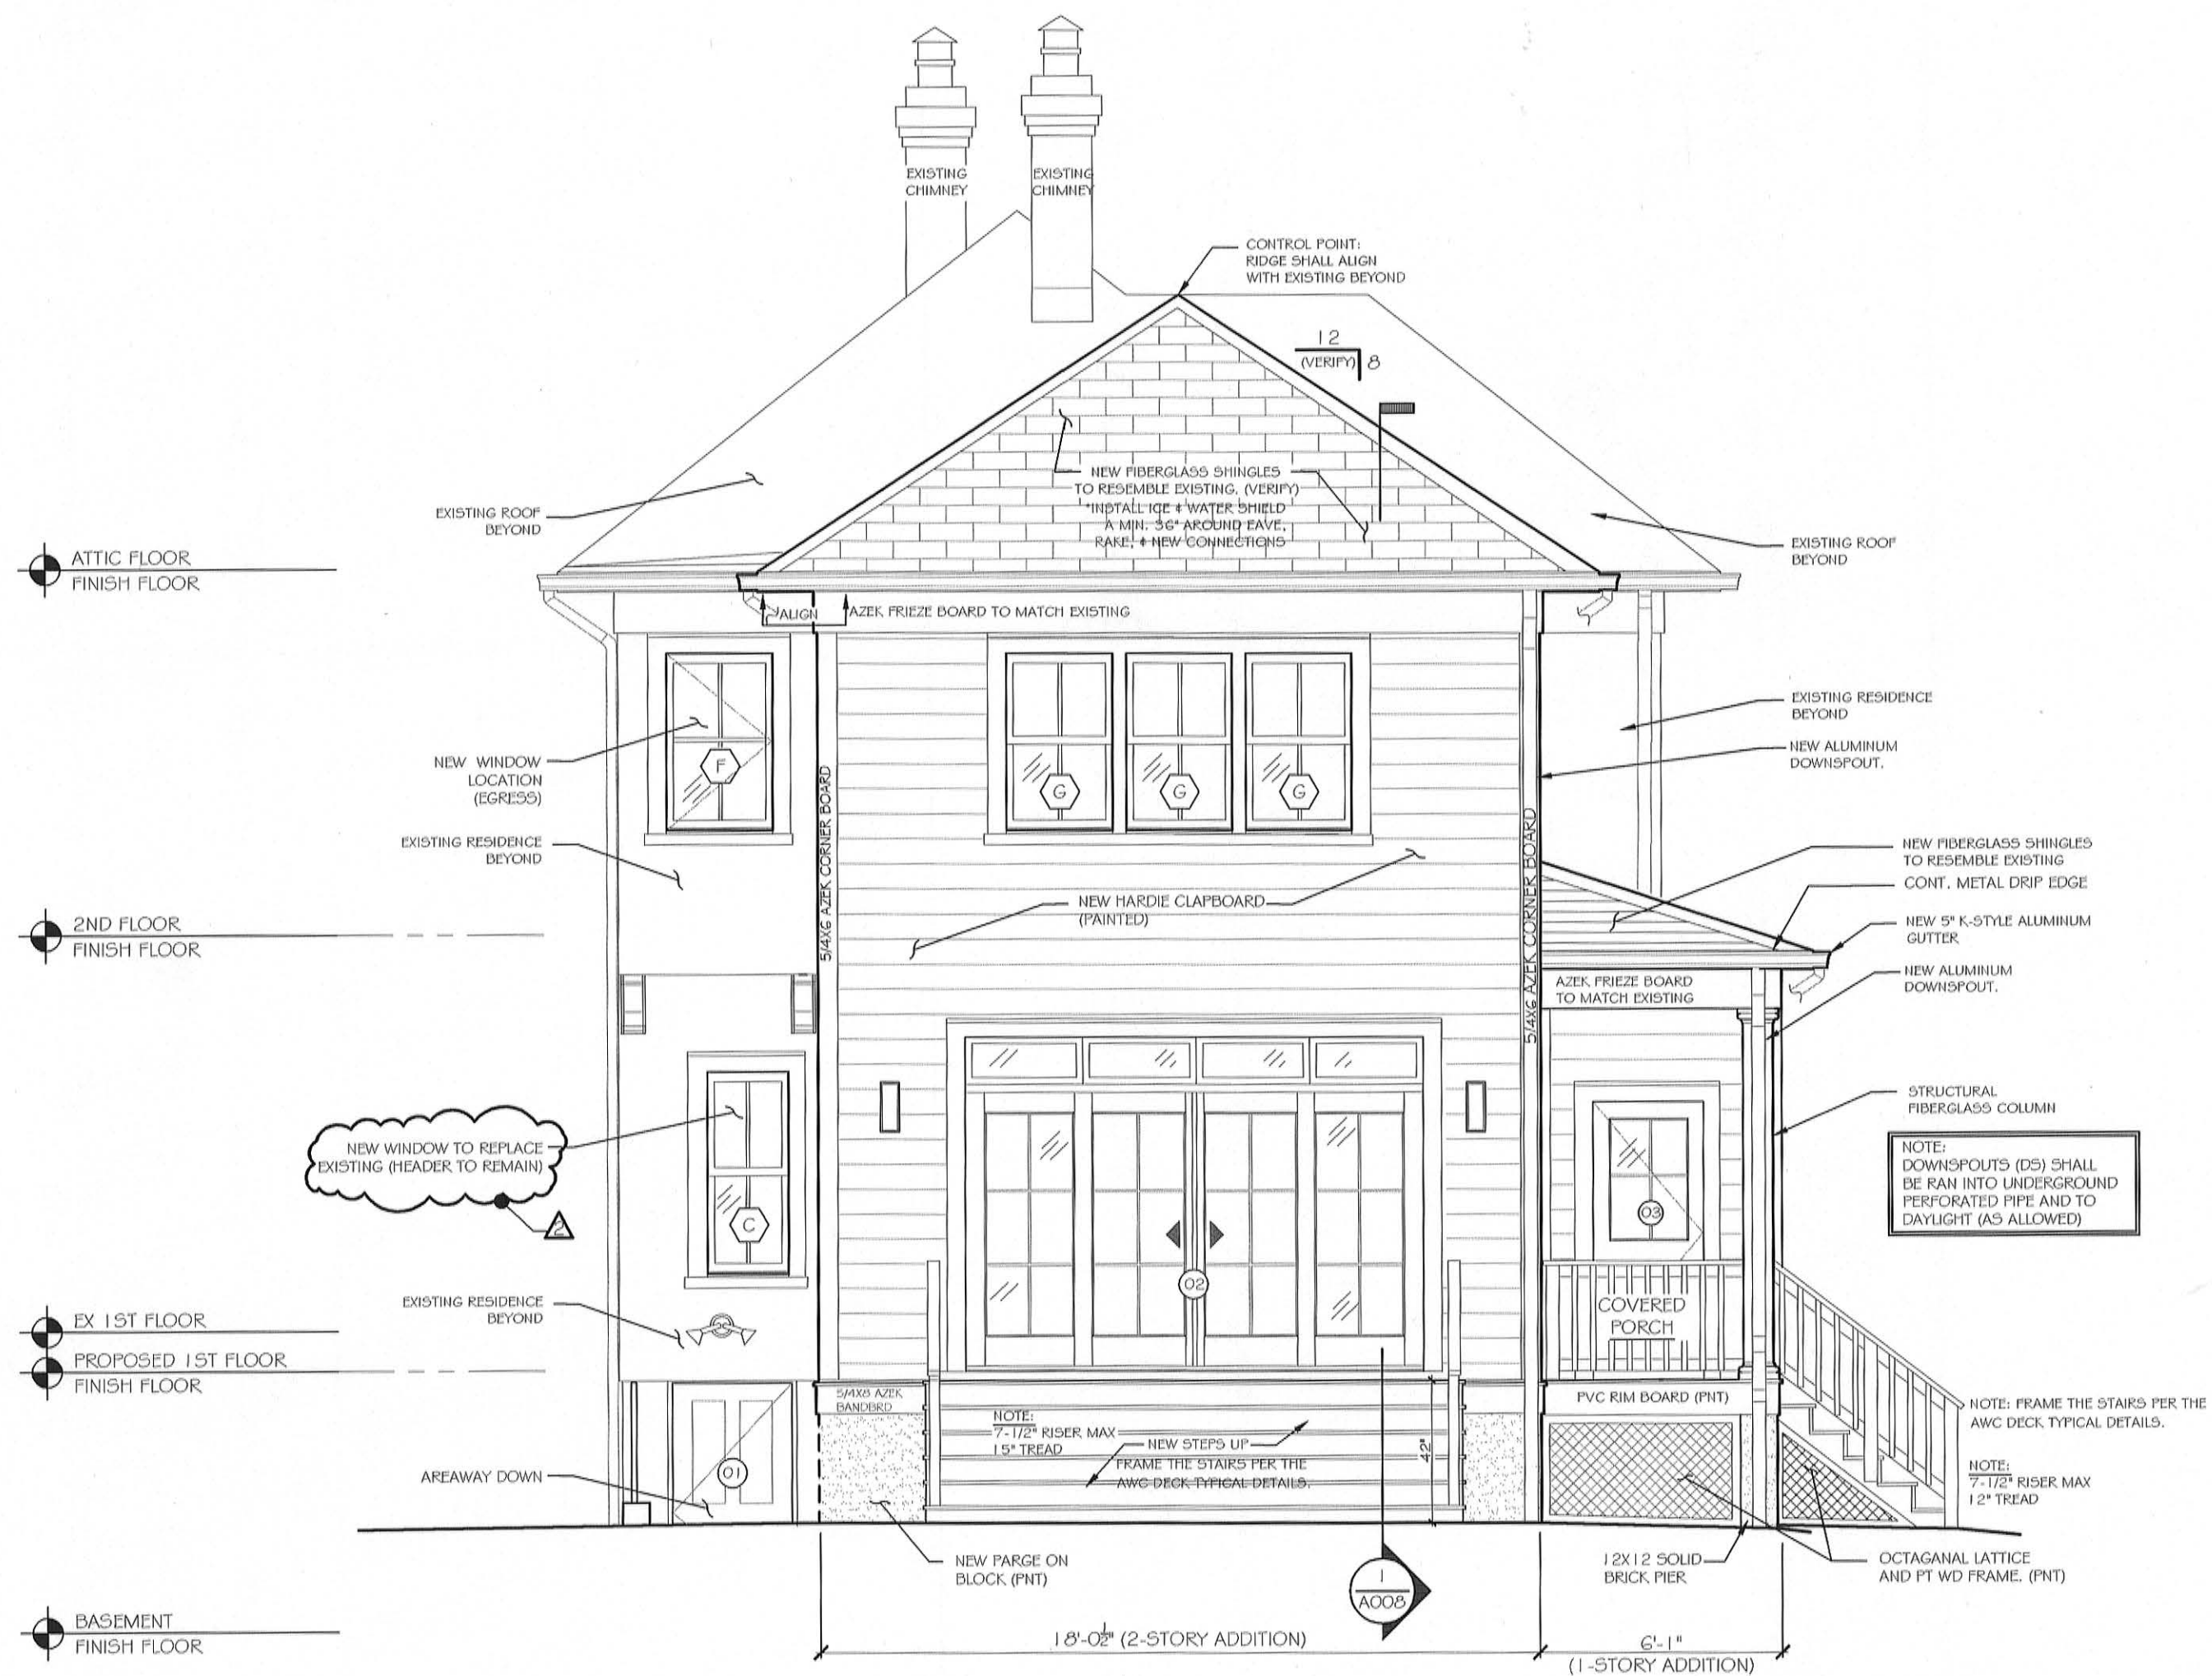 EXISTING
CHIMNEY
EXISTING
CHIMNEY
CONTROL POINT:
RIDGE SHALL ALIGN
WITH EXISTING BEYOND
12
(VERIFY) 8
NEW FIBERGLASS SHINGLES
TO RESEMBLE EXISTING. (VERIFY)
*INSTALL ICE & WATER SHIELD
A MIN. 36" AROUND EAVE,
RAKE, & NEW CONNECTIONS
EXISTING ROOF
BEYOND
EXISTING ROOF
BEYOND
ATTIC FLOOR
FINISH FLOOR
ALIGN
AZEK FRIEZE BOARD TO MATCH EXISTING
EXISTING RESIDENCE
BEYOND
NEW ALUMINUM
DOWNSPOUT.
NEW WINDOW
LOCATION
(EGRESS)
F
G
G
G
5/4X6 AZEK CORNER BOARD
5/4X6 AZEK CORNER BOARD
EXISTING RESIDENCE
BEYOND
NEW FIBERGLASS SHINGLES
TO RESEMBLE EXISTING
CONT. METAL DRIP EDGE
NEW HARDIE CLAPBOARD
(PAINTED)
2ND FLOOR
FINISH FLOOR
NEW 5" K-STYLE ALUMINUM
GUTTER
NEW ALUMINUM
DOWNSPOUT.
AZEK FRIEZE BOARD
TO MATCH EXISTING
STRUCTURAL
FIBERGLASS COLUMN
NEW WINDOW TO REPLACE
EXISTING (HEADER TO REMAIN)
2
C
NOTE:
DOWNSPOUTS (DS) SHALL
BE RAN INTO UNDERGROUND
PERFORATED PIPE AND TO
DAYLIGHT (AS ALLOWED)
03
02
EXISTING RESIDENCE
BEYOND
COVERED
PORCH
EX 1ST FLOOR
PROPOSED 1ST FLOOR
FINISH FLOOR
5/4X8 AZEK
BANDBRD
PVC RIM BOARD (PNT)
NOTE: FRAME THE STAIRS PER THE
AWC DECK TYPICAL DETAILS.
NOTE:
7-1/2" RISER MAX
15" TREAD
NEW STEPS UP
FRAME THE STAIRS PER THE
AWC DECK TYPICAL DETAILS.
42"
AREAWAY DOWN
01
NOTE:
7-1/2" RISER MAX
12" TREAD
NEW PARGE ON
BLOCK (PNT)
12X12 SOLID
BRICK PIER
OCTAGANAL LATTICE
AND PT WD FRAME. (PNT)
1
A008
BASEMENT
FINISH FLOOR
18'-0½" (2-STORY ADDITION)
6'-1"
(1-STORY ADDITION)